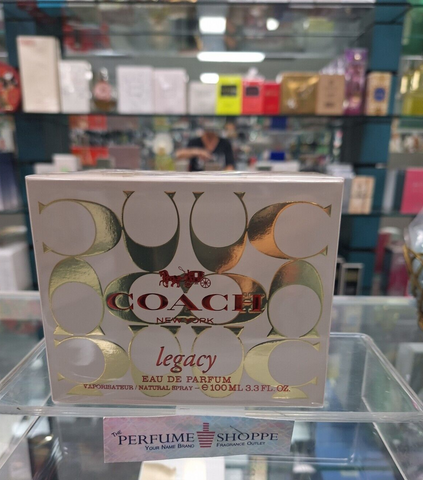 COACH
NEW YORK
legacy
EAU DE PARFUM
VAPORISATEUR / NATURAL SPRAY – ℮ 100 ML 3.3 FL. OZ.
THE PERFUME SHOPPE
YOUR NAME BRAND FRAGRANCE OUTLET